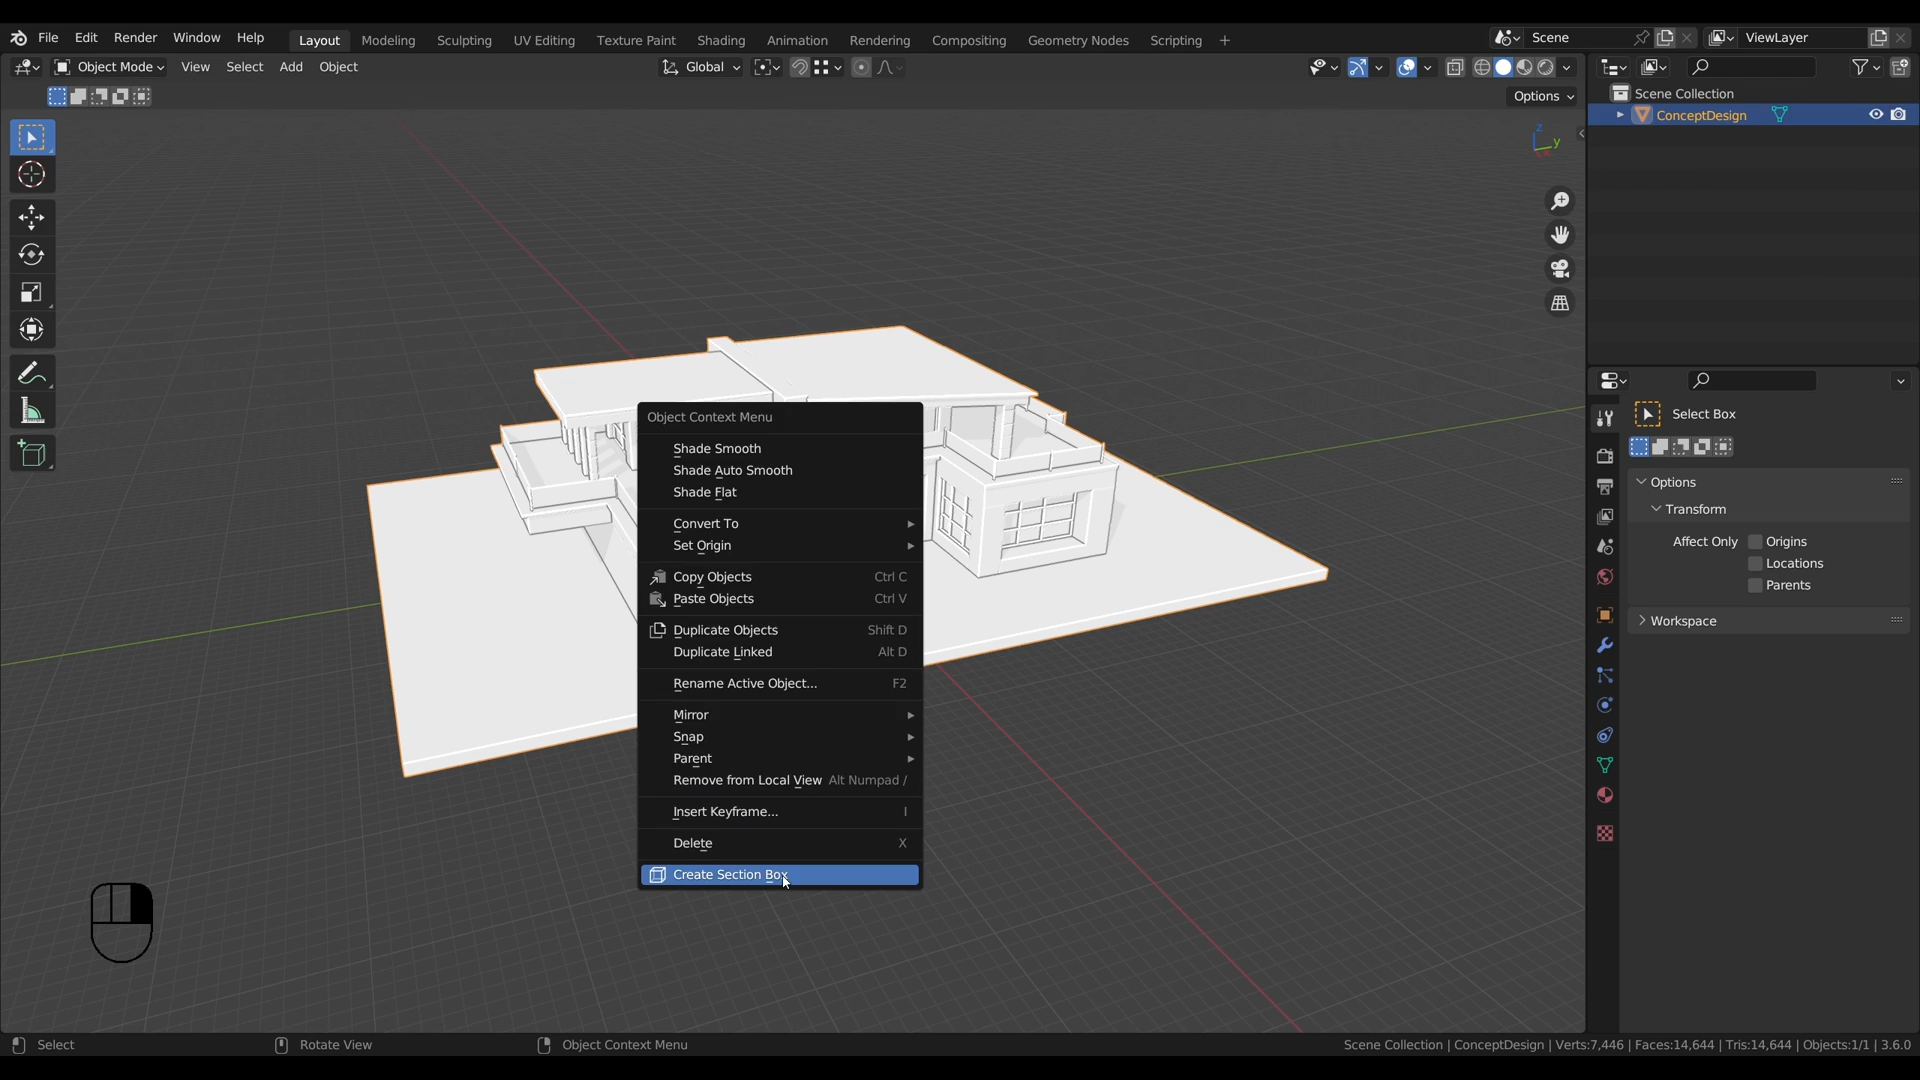 File Edit Render Window Help Layout Modeling Sculpting UV Editing Texture Paint Shading Animation Rendering Compositing Geometry Nodes Scripting + Scene ViewLayer
Object Mode View Select Add Object Global
Options
Scene Collection
ConceptDesign
z
y
x
Object Context Menu
Shade Smooth
Shade Auto Smooth
Shade Flat
Convert To
Set Origin
Copy Objects Ctrl C
Paste Objects Ctrl V
Duplicate Objects Shift D
Duplicate Linked Alt D
Rename Active Object... F2
Mirror
Snap
Parent
Remove from Local View Alt Numpad /
Insert Keyframe... I
Delete X
Create Section Box
Select Box
Options
Transform
Affect Only Origins
Locations
Parents
Workspace
Select Rotate View Object Context Menu Scene Collection | ConceptDesign | Verts:7,446 | Faces:14,644 | Tris:14,644 | Objects:1/1 | 3.6.0